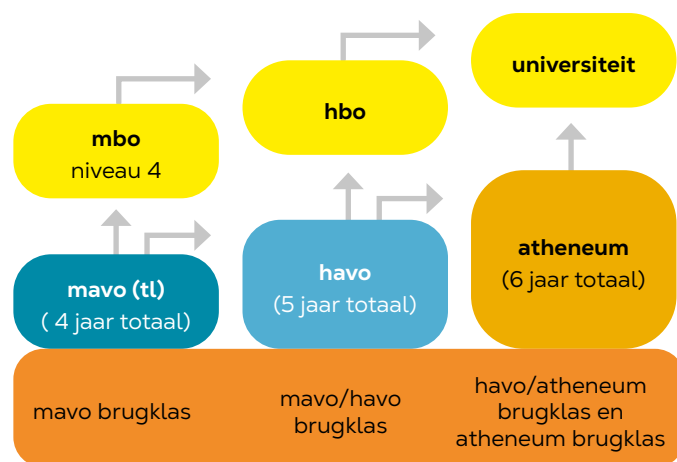 universiteit
hbo
mbo
niveau 4
atheneum
(6 jaar totaal)
havo
(5 jaar totaal)
mavo (tl)
( 4 jaar totaal)
mavo brugklas
mavo/havo
brugklas
havo/atheneum
brugklas en
atheneum brugklas